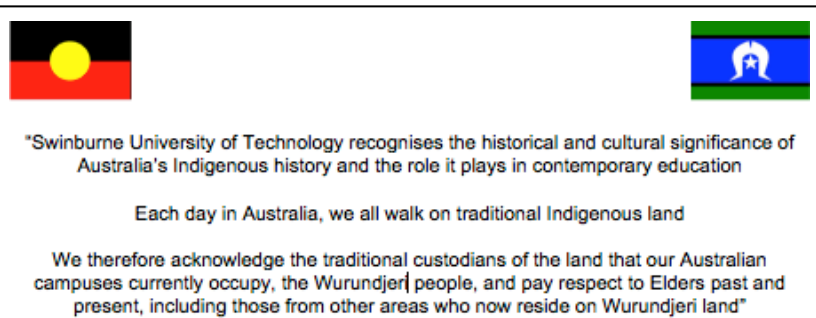 "Swinburne University of Technology recognises the historical and cultural significance of
Australia's Indigenous history and the role it plays in contemporary education
Each day in Australia, we all walk on traditional Indigenous land
We therefore acknowledge the traditional custodians of the land that our Australian
campuses currently occupy, the Wurundjeri people, and pay respect to Elders past and
present, including those from other areas who now reside on Wurundjeri land"